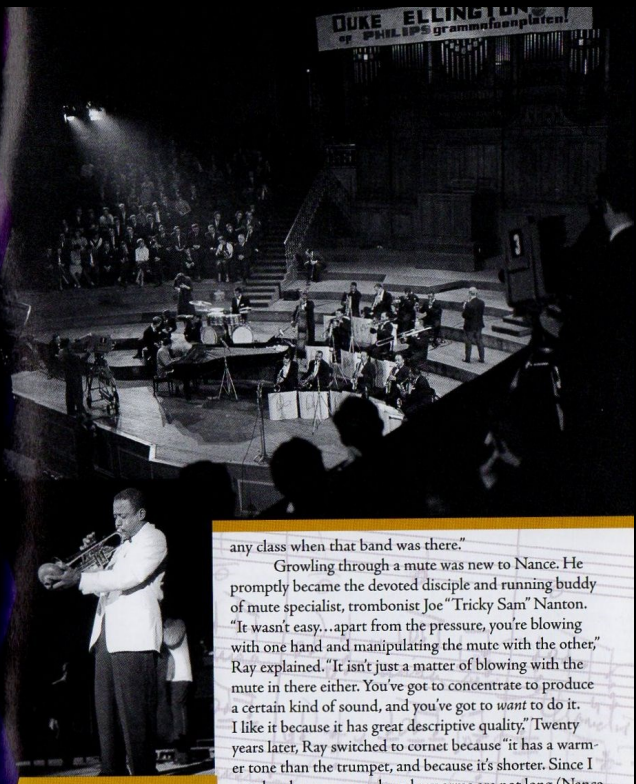 DUKE ELLINGTON
op PHILIPS grammofoonplaten!
3
any class when that band was there."
Growling through a mute was new to Nance. He
promptly became the devoted disciple and running buddy
of mute specialist, trombonist Joe "Tricky Sam" Nanton.
"It wasn't easy...apart from the pressure, you're blowing
with one hand and manipulating the mute with the other,"
Ray explained. "It isn't just a matter of blowing with the
mute in there either. You've got to concentrate to produce
a certain kind of sound, and you've got to want to do it.
I like it because it has great descriptive quality." Twenty
years later, Ray switched to cornet because "it has a warm-
er tone than the trumpet, and because it's shorter. Since I